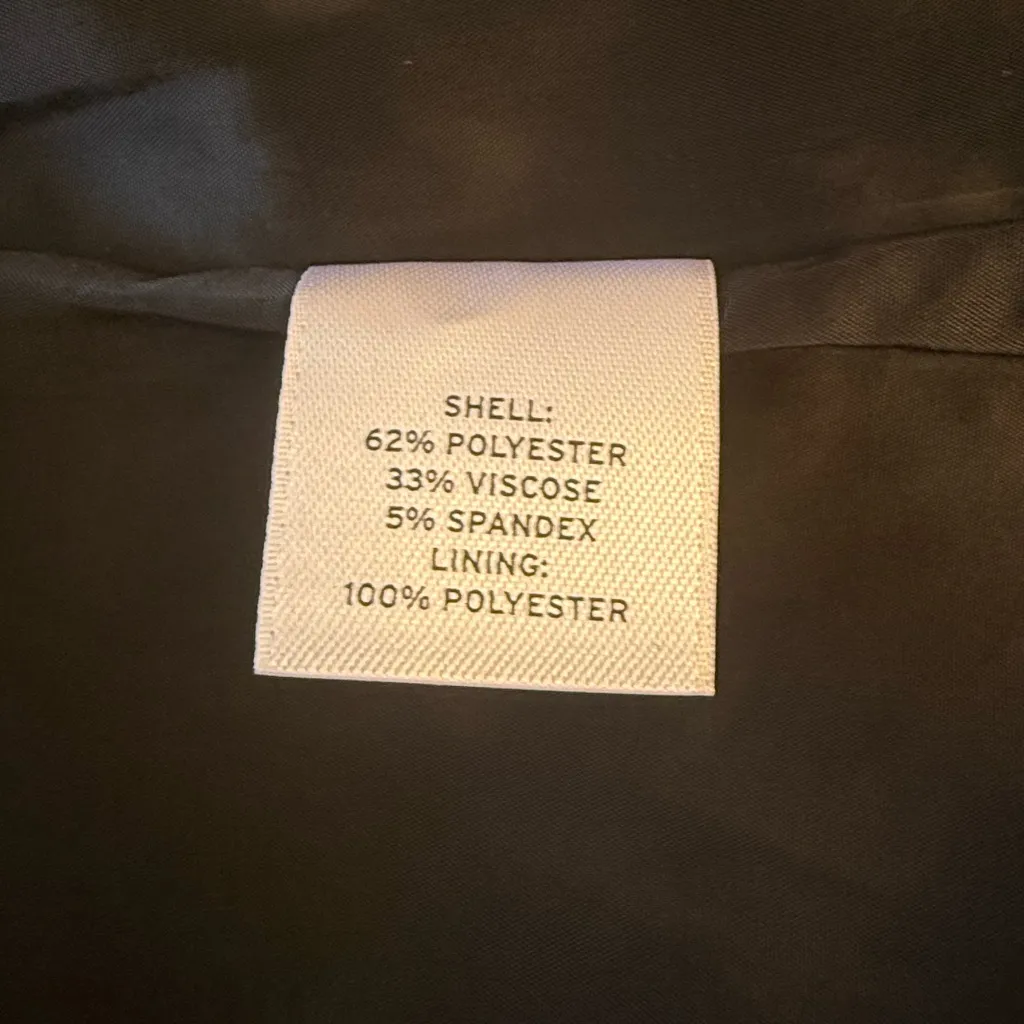 SHELL:
62% POLYESTER
33% VISCOSE
5% SPANDEX
LINING:
100% POLYESTER